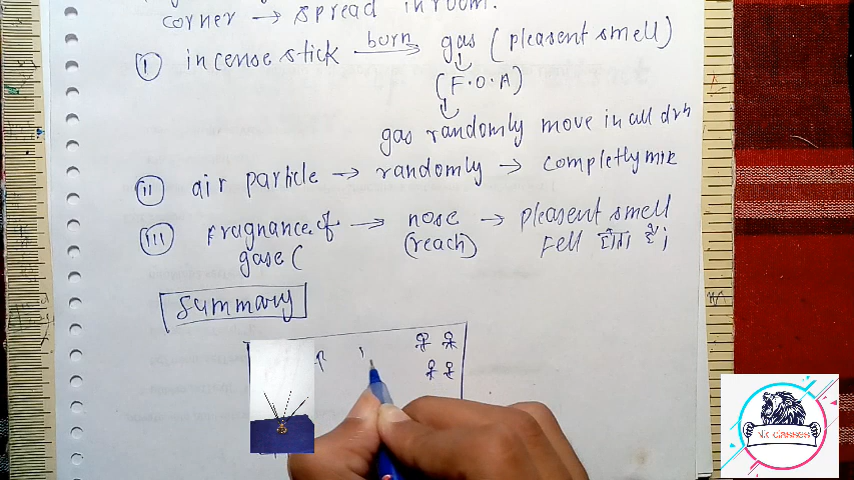 corner → spread in room.
(I) incense stick burn → gas (pleasent smell)
(F.O.A)
gas randomly move in all drn
(II) air particle → randomly → completly mix
(III) Fragnance of → nose → pleasent smell
gase ( (reach) Fell होता है;
Summary
VK classes